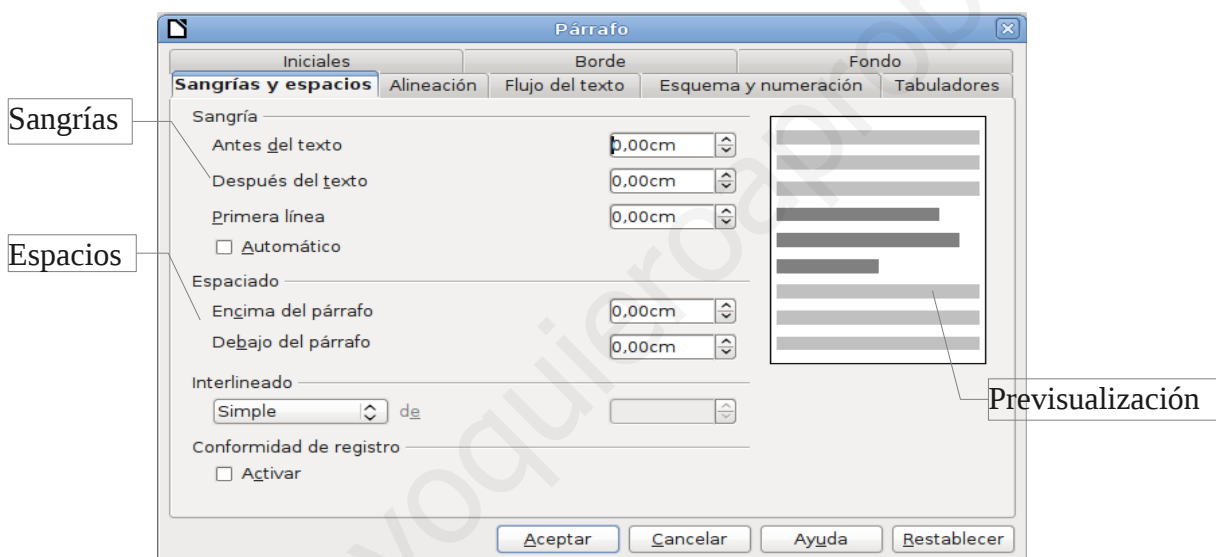 Párrafo
Iniciales Borde Fondo
Sangrías y espacios Alineación Flujo del texto Esquema y numeración Tabuladores
Sangrías
Sangría
Antes del texto 0,00cm
Después del texto 0,00cm
Primera línea 0,00cm
Automático
Espacios
Espaciado
Encima del párrafo 0,00cm
Debajo del párrafo 0,00cm
Interlineado
Simple de
Previsualización
Conformidad de registro
Activar
Aceptar Cancelar Ayuda Restablecer
yoquieroaprob